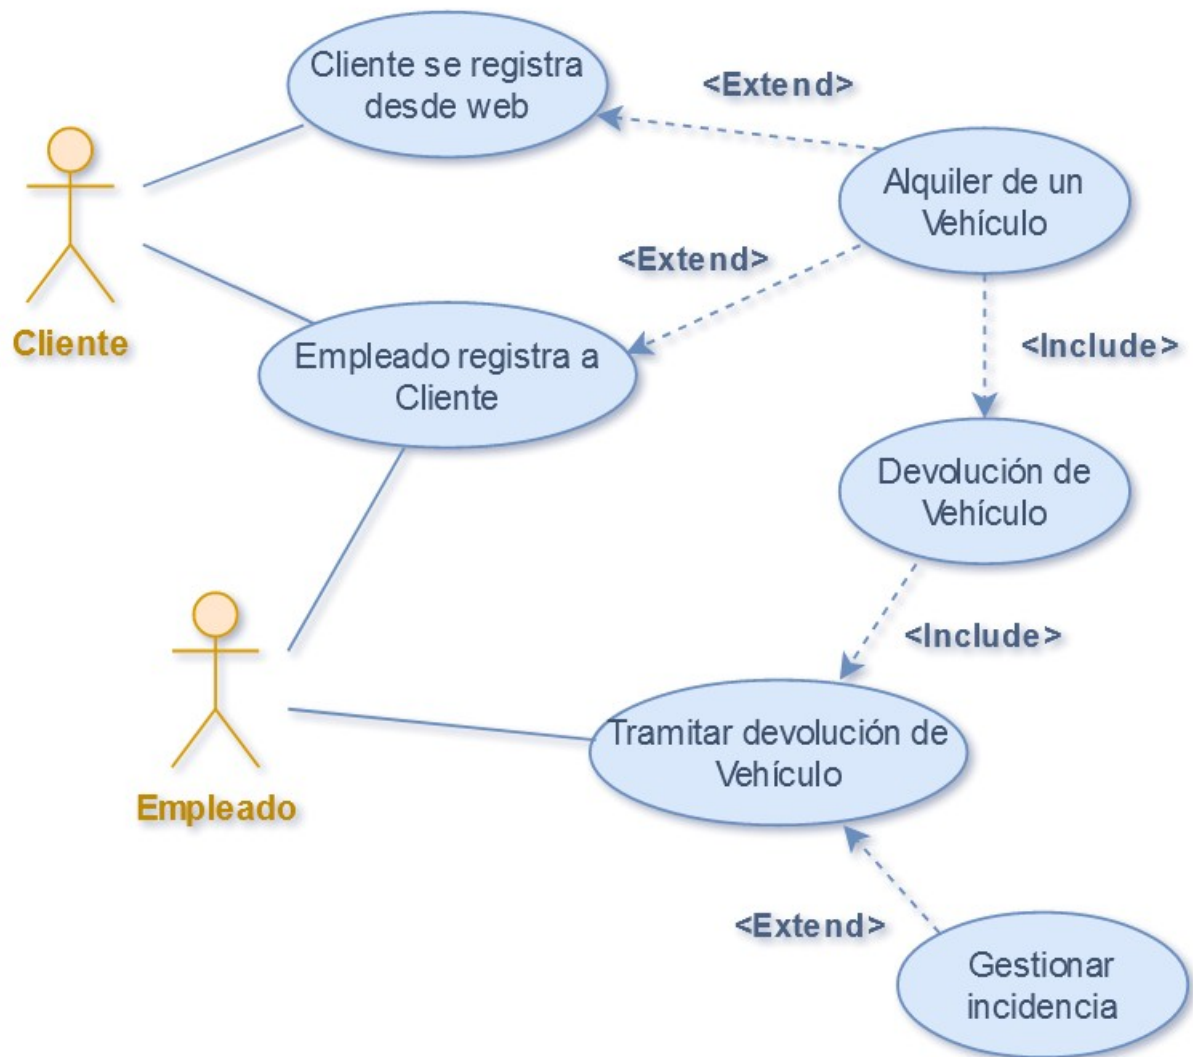 Cliente se registra
desde web
<Extend>
Alquiler de un
Vehículo
<Extend>
Cliente
Empleado registra a
Cliente
<Include>
Devolución de
Vehículo
<Include>
Tramitar devolución de
Vehículo
Empleado
<Extend>
Gestionar
incidencia